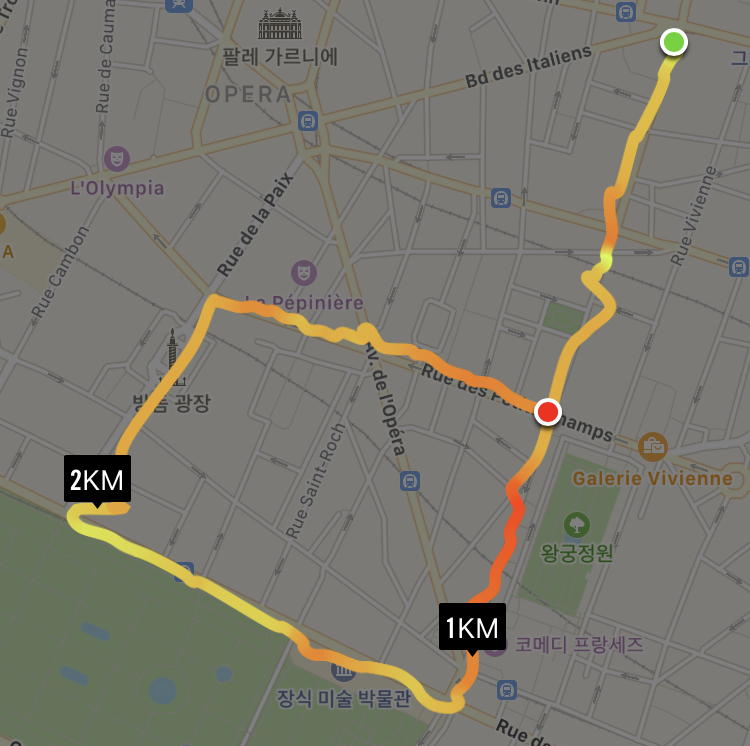 팔레 가르니에
OPERA
Bd des Italiens
Rue de Caumar
Rue Vignon
L'Olympia
Rue de la Paix
Rue Vivienne
A
Rue Cambon
La Pépinière
Av. de l'Opéra
방돔 광장
Rue des Petits Champs
Galerie Vivienne
Rue Saint-Roch
2KM
왕궁정원
1KM
코메디 프랑세즈
장식 미술 박물관
Rue de